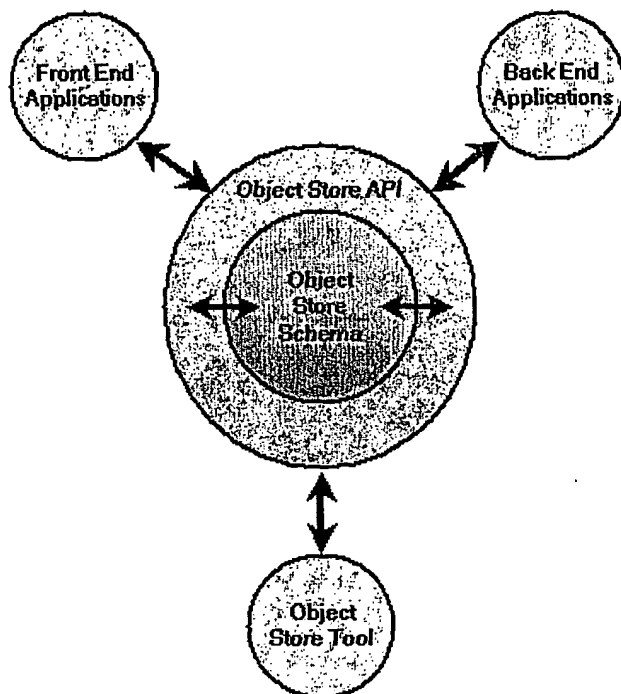 Front End
Applications
Back End
Applications
Object Store API
Object
Store
Schema
Object
Store Tool